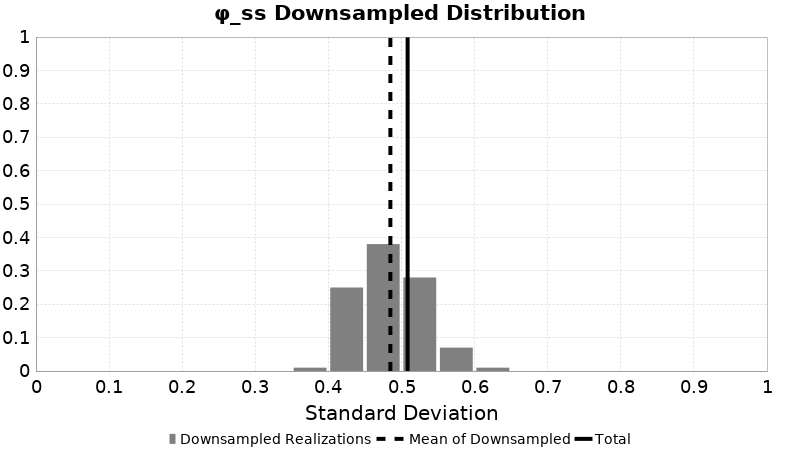 φ_ss Downsampled Distribution
1
0.9
0.8
0.7
0.6
0.5
0.4
0.3
0.2
0.1
0
0 0.1 0.2 0.3 0.4 0.5 0.6 0.7 0.8 0.9 1
Standard Deviation
Downsampled Realizations Mean of Downsampled Total